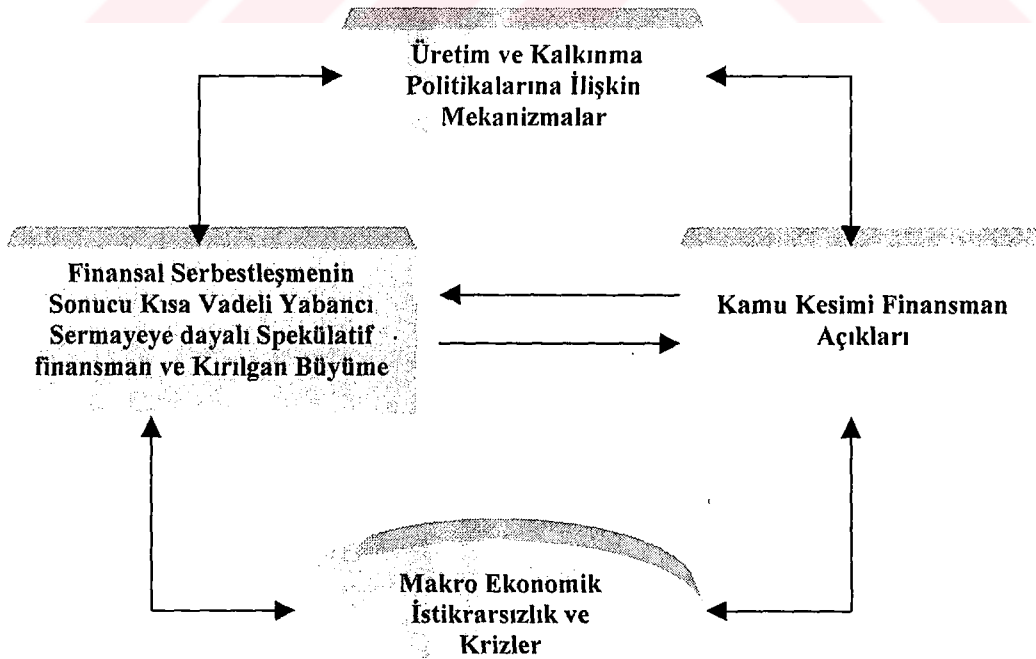 Üretim ve Kalkınma
Politikalarına İlişkin
Mekanizmalar
Finansal Serbestleşmenin
Sonucu Kısa Vadeli Yabancı
Sermayeye dayalı Spekülatif
finansman ve Kırılgan Büyüme
Kamu Kesimi Finansman
Açıkları
Makro Ekonomik
İstikrarsızlık ve
Krizler